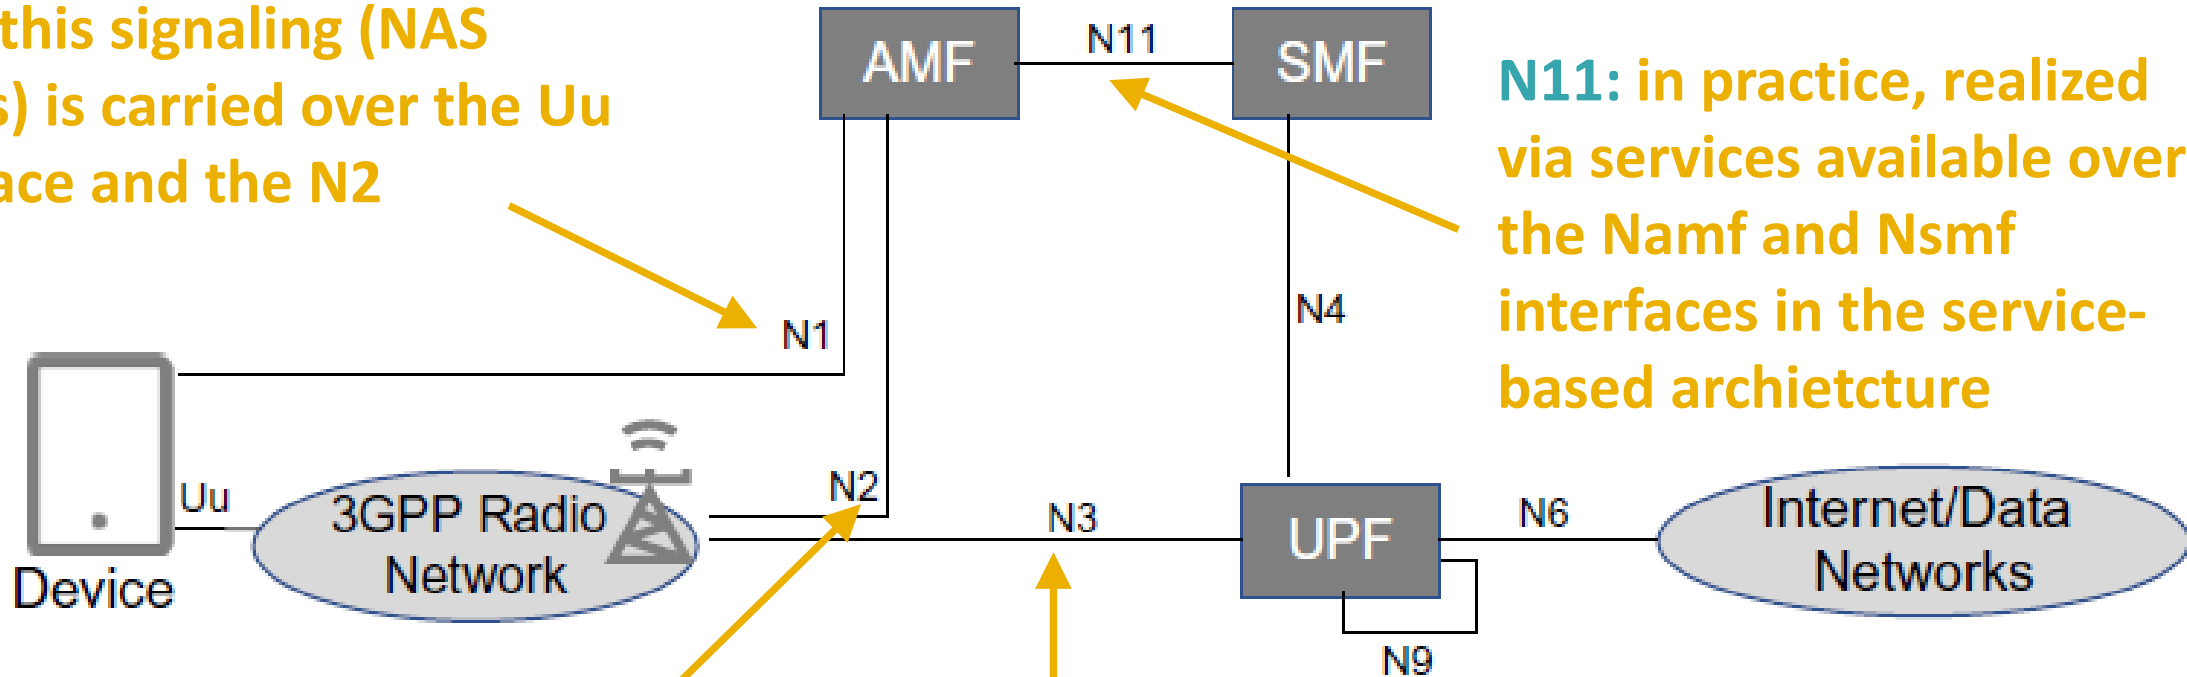 this signaling (NAS
s) is carried over the Uu
ace and the N2
AMF
N11
SMF
N11: in practice, realized
via services available over
the Namf and Nsmf
interfaces in the service-
based archietcture
N4
N1
Uu
3GPP Radio
Network
Device
N2
N3
UPF
N6
Internet/Data
Networks
N9